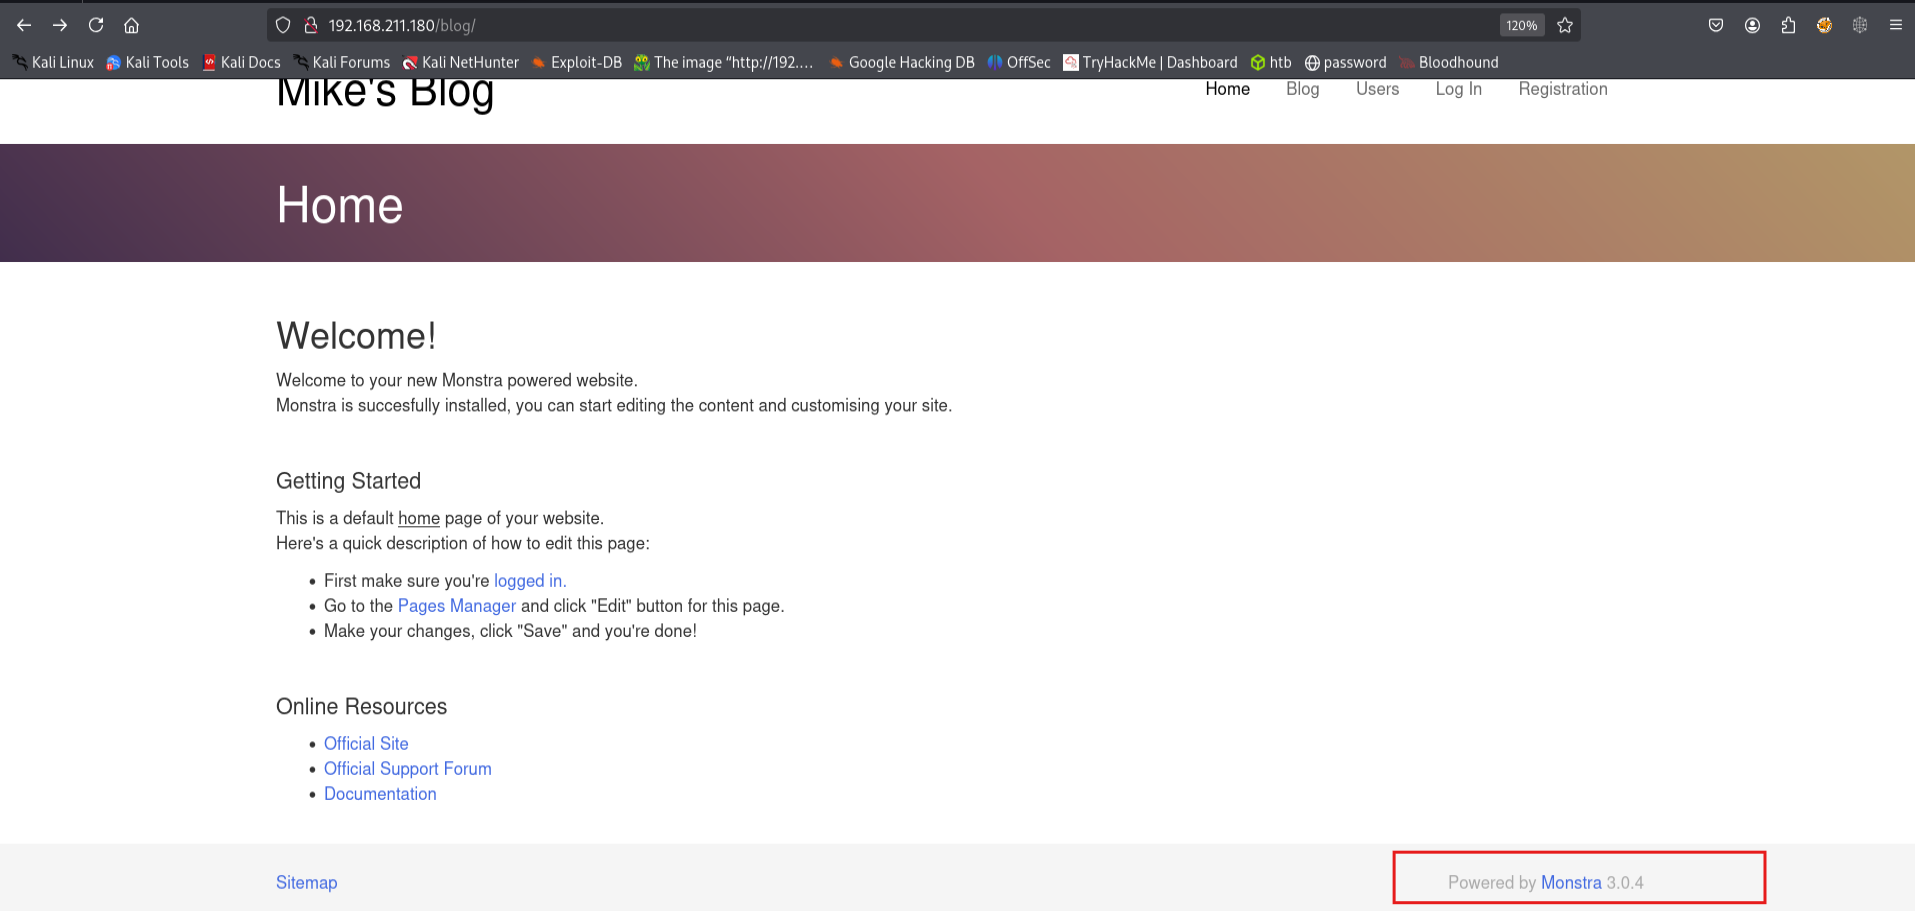 192.168.211.180/blog/
120%
Kali Linux Kali Tools Kali Docs Kali Forums Kali NetHunter Exploit-DB The image "http://192.... Google Hacking DB OffSec TryHackMe | Dashboard htb password Bloodhound
Mike's Blog
Home Blog Users Log In Registration
Home
Welcome!
Welcome to your new Monstra powered website.
Monstra is succesfully installed, you can start editing the content and customising your site.
Getting Started
This is a default home page of your website.
Here's a quick description of how to edit this page:
First make sure you're logged in.
Go to the Pages Manager and click "Edit" button for this page.
Make your changes, click "Save" and you're done!
Online Resources
Official Site
Official Support Forum
Documentation
Sitemap
Powered by Monstra 3.0.4